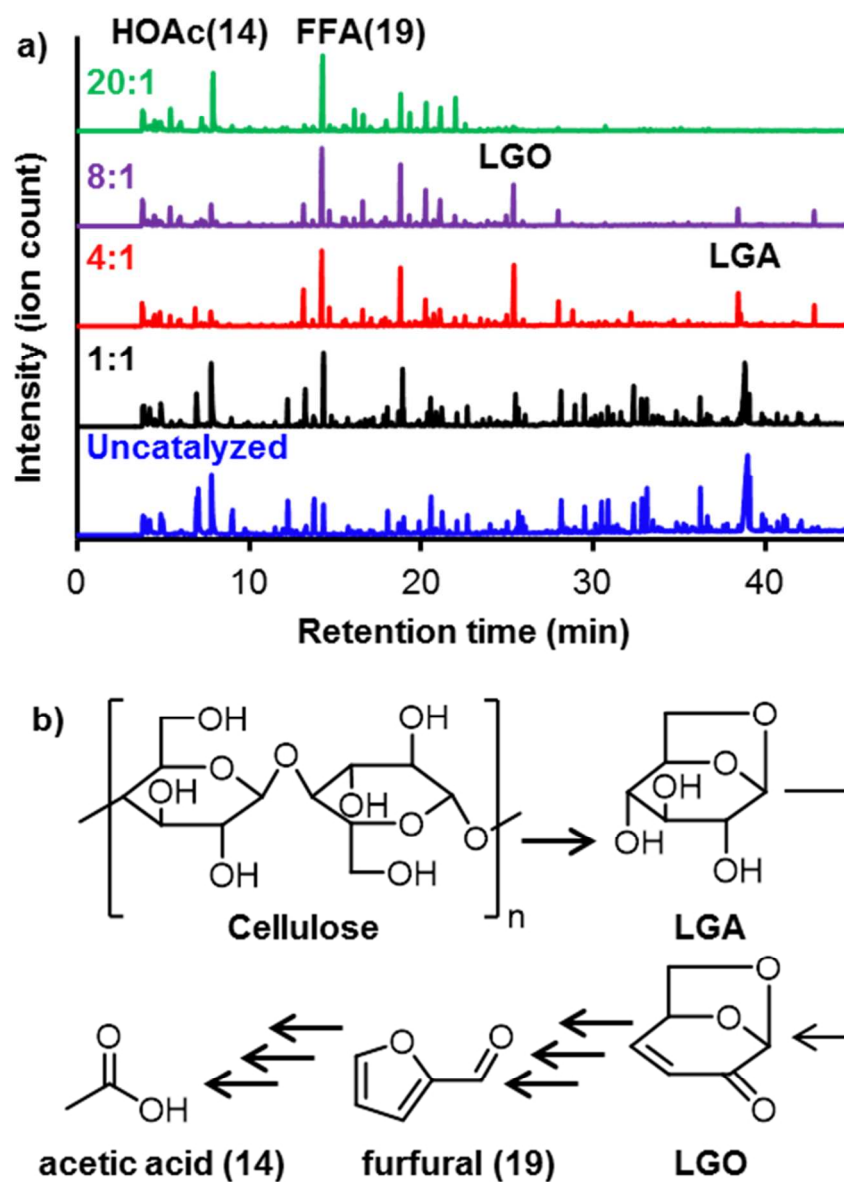 a)
HOAc(14) FFA(19)
20:1
8:1
LGO
4:1
LGA
1:1
Uncatalyzed
Intensity (ion count)
0 10 20 30 40
Retention time (min)
b)
OH OH
O O
OH O OH O
OH OH n
Cellulose
O
O
OH
OH OH
LGA
O
OH
acetic acid (14)
O O
furfural (19)
O
O
O
LGO